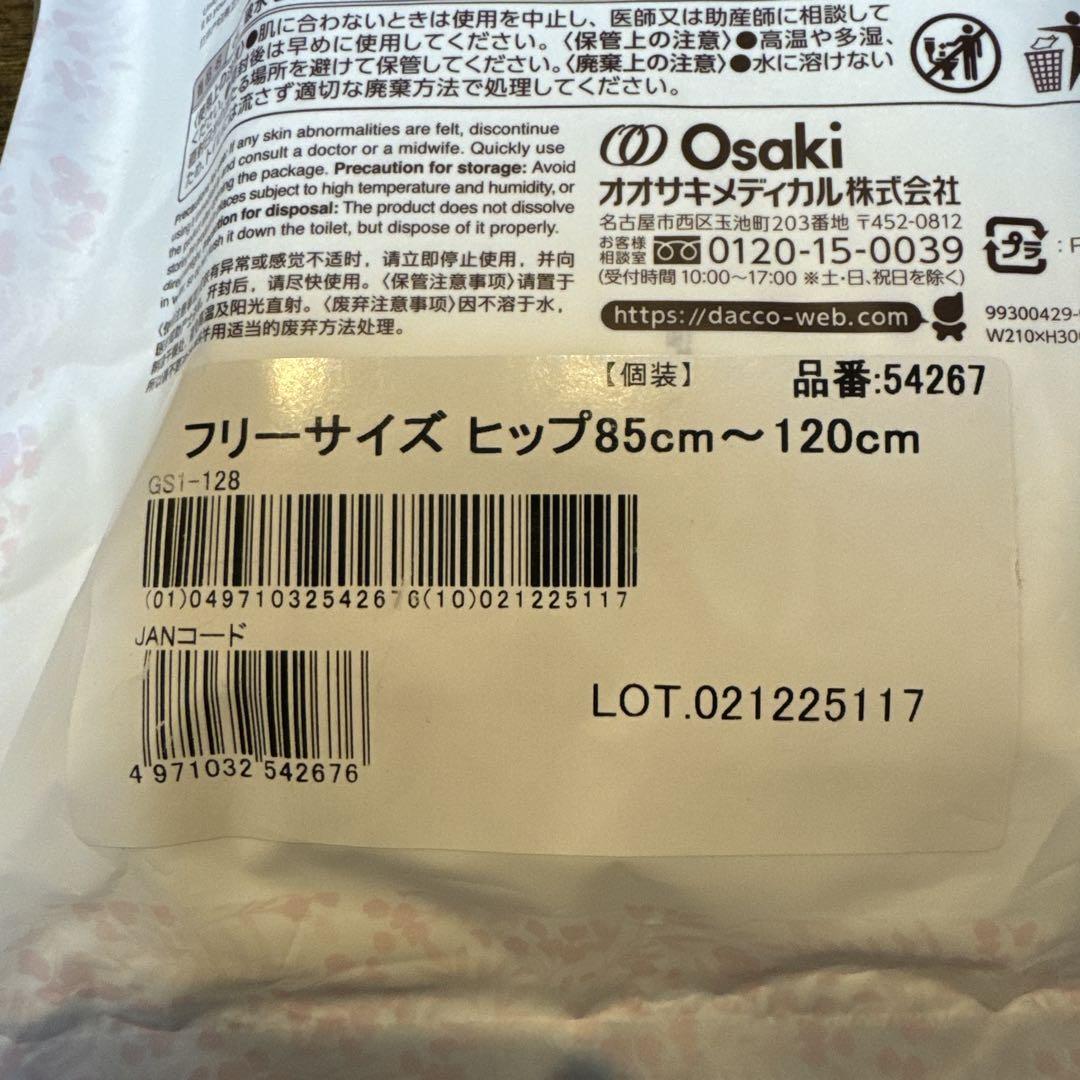 ●肌に合わないときは使用を中止し、医師又は助産師に相談して
封後は早めに使用してください。〈保管上の注意〉●高温や多湿、
る場所を避けて保管してください。〈廃棄上の注意〉●水に溶けない
は流さず適切な廃棄方法で処理してください。
if any skin abnormalities are felt, discontinue
and consult a doctor or a midwife. Quickly use
the package. Precaution for storage: Avoid
places subject to high temperature and humidity, or
for disposal: The product does not dissolve
it down the toilet, but dispose of it properly.
有异常或感觉不适时，请立即停止使用，并向
开封后，请尽快使用。〈保管注意事项〉请置于
温及阳光直射。〈废弃注意事项〉因不溶于水，
用适当的废弃方法处理。
Osaki
オオサキメディカル株式会社
名古屋市西区玉池町203番地 〒452-0812
お客様相談室 0120-15-0039
(受付時間 10:00～17:00 ※土・日、祝日を除く)
https://dacco-web.com
プラ
99300429-
W210×H300
【個装】 品番:54267
フリーサイズ ヒップ85cm～120cm
GS1-128
(01)04971032542676(10)021225117
JANコード
4 971032 542676
LOT.021225117